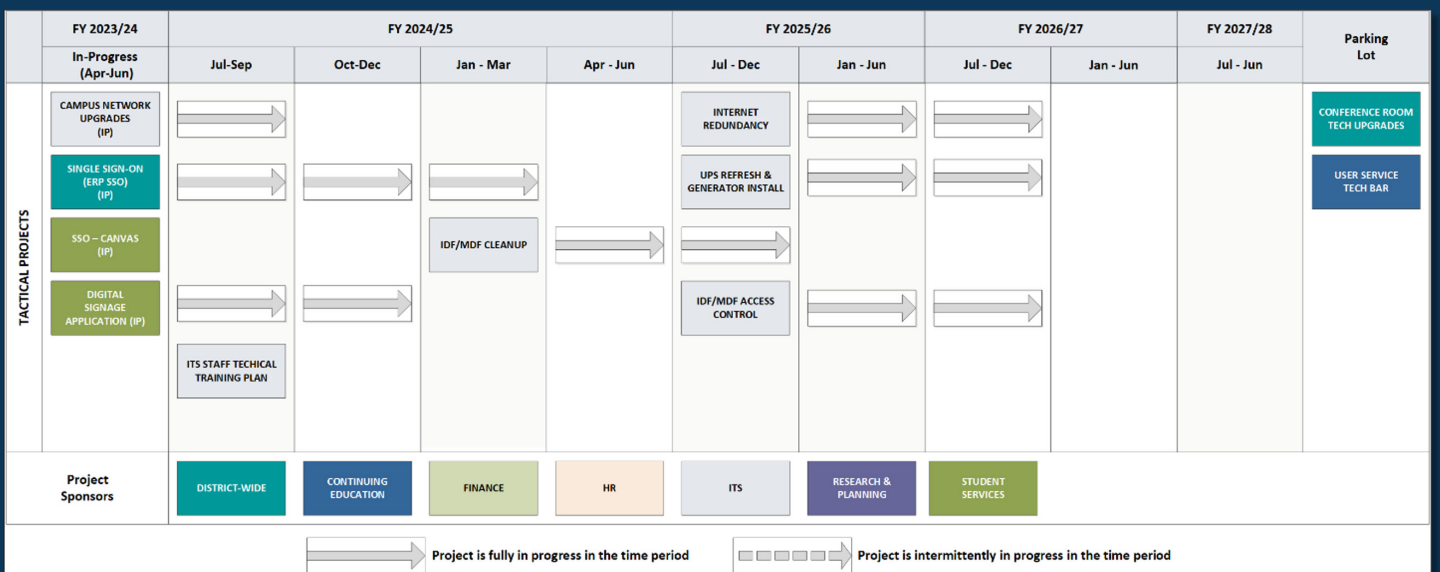 FY 2023/24
FY 2024/25
FY 2025/26
FY 2026/27
FY 2027/28
Parking
Lot
In-Progress
(Apr-Jun)
Jul-Sep
Oct-Dec
Jan - Mar
Apr - Jun
Jul - Dec
Jan - Jun
Jul - Dec
Jan - Jun
Jul - Jun
TACTICAL PROJECTS
CAMPUS NETWORK
UPGRADES
(IP)
INTERNET
REDUNDANCY
CONFERENCE ROOM
TECH UPGRADES
SINGLE SIGN-ON
(ERP SSO)
(IP)
UPS REFRESH &
GENERATOR INSTALL
USER SERVICE
TECH BAR
SSO – CANVAS
(IP)
IDF/MDF CLEANUP
DIGITAL
SIGNAGE
APPLICATION (IP)
IDF/MDF ACCESS
CONTROL
ITS STAFF TECHICAL
TRAINING PLAN
Project
Sponsors
DISTRICT-WIDE
CONTINUING
EDUCATION
FINANCE
HR
ITS
RESEARCH &
PLANNING
STUDENT
SERVICES
Project is fully in progress in the time period
Project is intermittently in progress in the time period